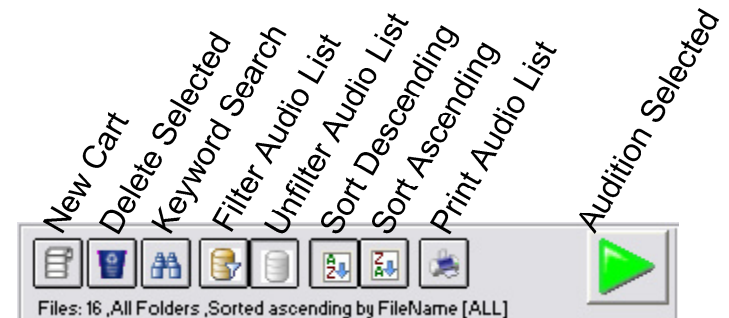 New Cart
Delete Selected
Keyword Search
Filter Audio List
Unfilter Audio List
Sort Descending
Sort Ascending
Print Audio List
Audition Selected
A
Z
Z
A
Files: 16 ,All Folders ,Sorted ascending by FileName [ALL]